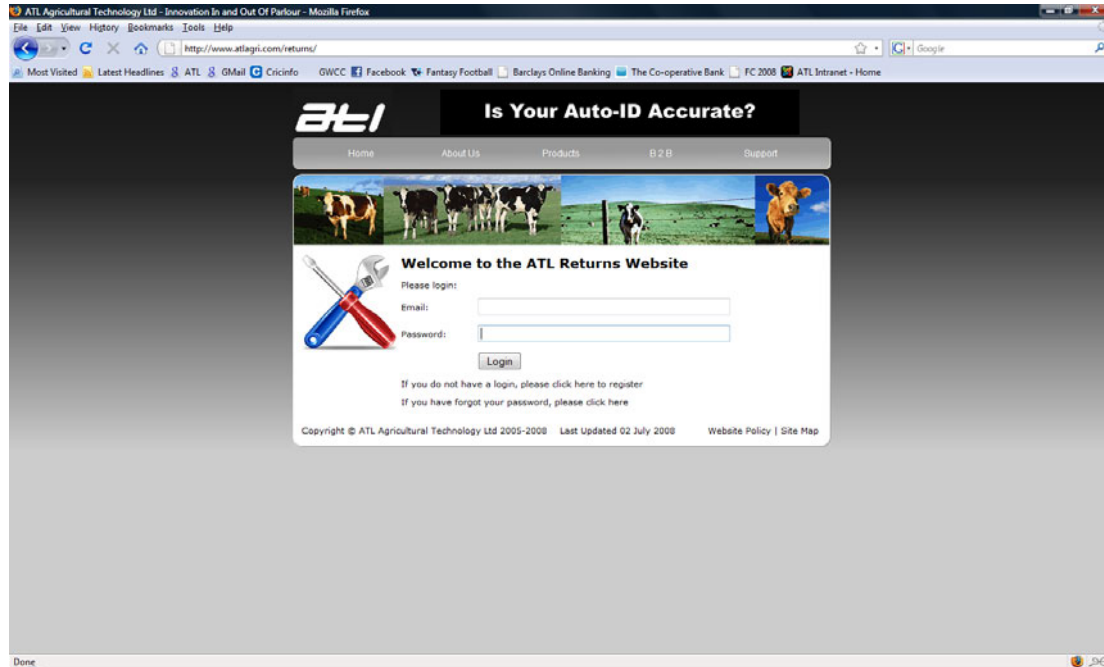 ATL Agricultural Technology Ltd - Innovation In and Out Of Parlour - Mozilla Firefox
File Edit View History Bookmarks Tools Help
http://www.atlagri.com/returns/ Google
Most Visited Latest Headlines ATL GMail Cricinfo GWCC Facebook Fantasy Football Barclays Online Banking The Co-operative Bank FC 2008 ATL Intranet - Home
atl Is Your Auto-ID Accurate?
Home About Us Products B 2 B Support
Welcome to the ATL Returns Website
Please login:
Email:
Password:
Login
If you do not have a login, please click here to register
If you have forgot your password, please click here
Copyright © ATL Agricultural Technology Ltd 2005-2008 Last Updated 02 July 2008 Website Policy | Site Map
Done